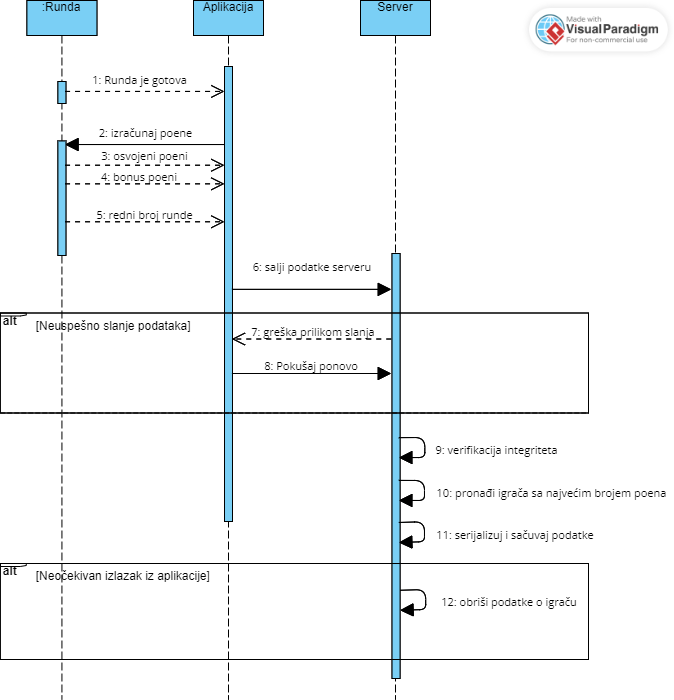 :Runda
Aplikacija
Server
Made with
VisualParadigm
For non-commercial use
1: Runda je gotova
2: izračunaj poene
3: osvojeni poeni
4: bonus poeni
5: redni broj runde
6: salji podatke serveru
alt
[Neuspešno slanje podataka]
7: greška prilikom slanja
8: Pokušaj ponovo
9: verifikacija integriteta
10: pronađi igrača sa najvećim brojem poena
11: serijalizuj i sačuvaj podatke
alt
[Neočekivan izlazak iz aplikacije]
12: obriši podatke o igraču